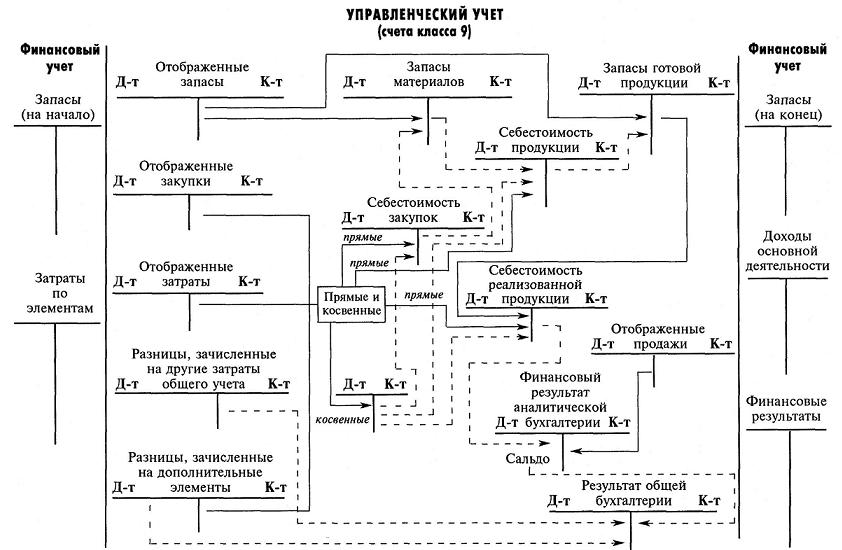 УПРАВЛЕНЧЕСКИЙ УЧЕТ
(счета класса 9)
Финансовый
учет
Запасы
(на начало)
Затраты
по
элементам
Отображенные
Д-т запасы К-т
Отображенные
Д-т закупки К-т
Отображенные
Д-т затраты К-т
Разницы, зачисленные
на другие затраты
Д-т общего учета К-т
Разницы, зачисленные
на дополнительные
Д-т элементы К-т
Запасы
Д-т материалов К-т
Себестоимость
Д-т закупок К-т
прямые
прямые
прямые
Прямые и
косвенные
Д-т К-т
косвенные
Запасы готовой
Д-т продукции К-т
Себестоимость
Д-т продукции К-т
Себестоимость
реализованной
Д-т продукции К-т
Отображенные
Д-т продажи К-т
Финансовый
результат
аналитической
Д-т бухгалтерии К-т
Сальдо
Результат общей
Д-т бухгалтерии К-т
Финансовый
учет
Запасы
(на конец)
Доходы
основной
деятельности
Финансовые
результаты